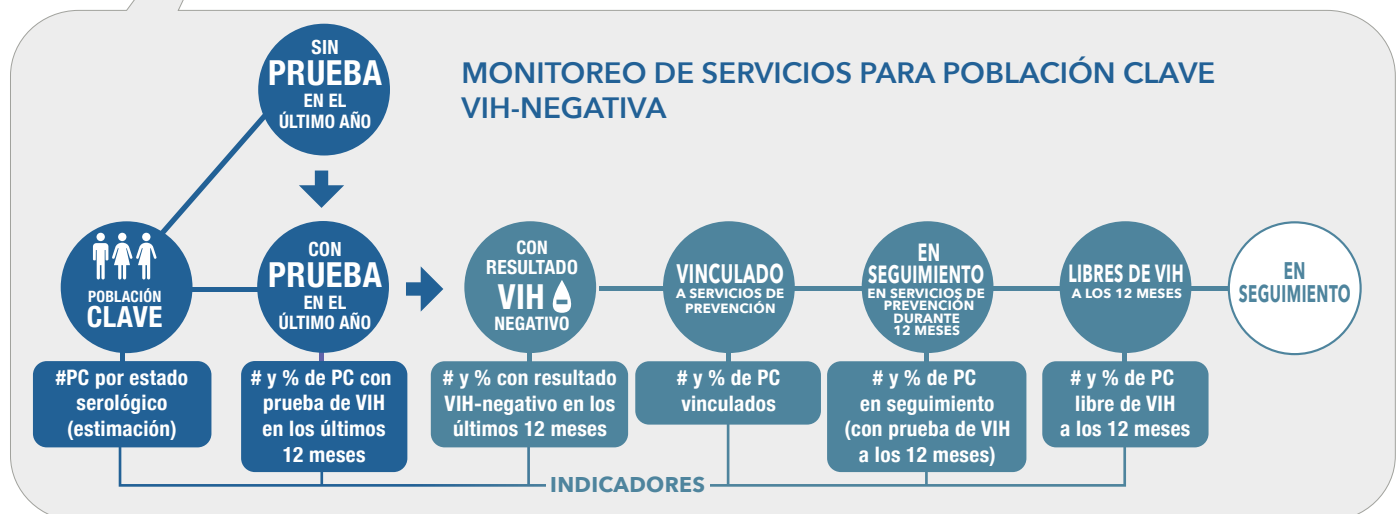 SIN
PRUEBA
EN EL
ÚLTIMO AÑO
MONITOREO DE SERVICIOS PARA POBLACIÓN CLAVE
VIH-NEGATIVA
POBLACIÓN
CLAVE
CON
PRUEBA
EN EL
ÚLTIMO AÑO
CON
RESULTADO
VIH
NEGATIVO
VINCULADO
A SERVICIOS DE
PREVENCIÓN
EN
SEGUIMIENTO
EN SERVICIOS DE
PREVENCIÓN
DURANTE
12 MESES
LIBRES DE VIH
A LOS 12 MESES
EN
SEGUIMIENTO
#PC por estado
serológico
(estimación)
# y % de PC con
prueba de VIH
en los últimos
12 meses
# y % con resultado
VIH-negativo en los
últimos 12 meses
# y % de PC
vinculados
# y % de PC
en seguimiento
(con prueba de VIH
a los 12 meses)
# y % de PC
libre de VIH
a los 12 meses
INDICADORES